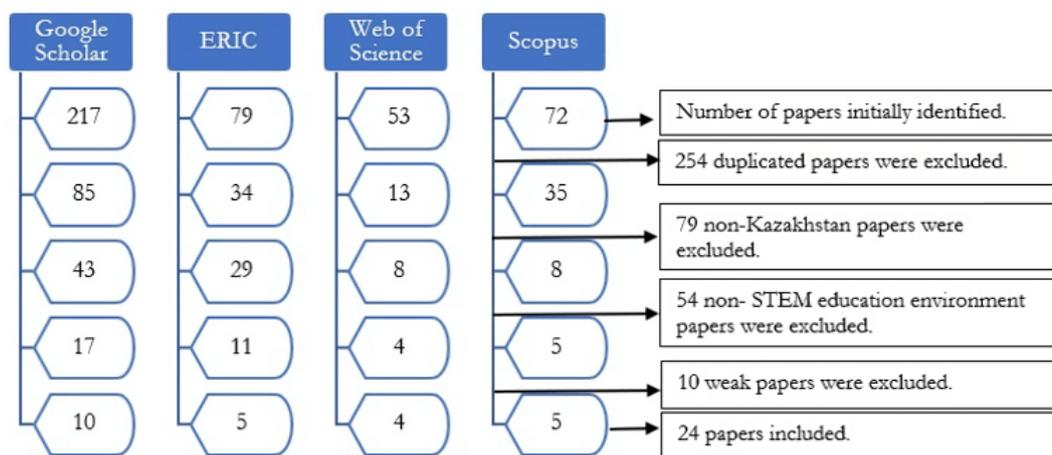 Google
Scholar
ERIC
Web of
Science
Scopus
217
79
53
72
Number of papers initially identified.
254 duplicated papers were excluded.
85
34
13
35
79 non-Kazakhstan papers were
excluded.
43
29
8
8
54 non- STEM education environment
papers were excluded.
17
11
4
5
10 weak papers were excluded.
10
5
4
5
24 papers included.